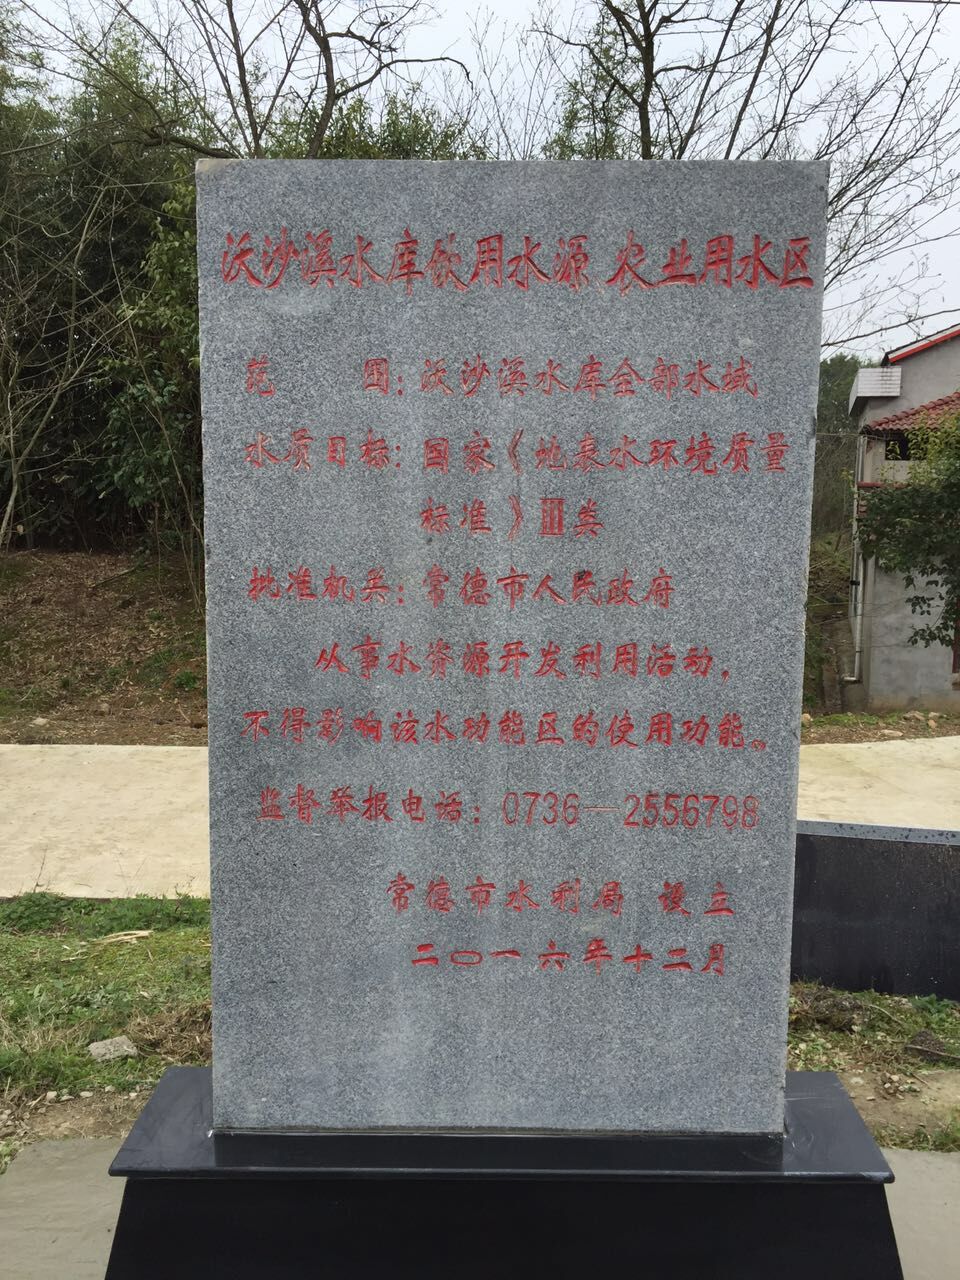 沃沙溪水库饮用水源、农业用水区
范 围：沃沙溪水库全部水域
水质目标：国家《地表水环境质量
标准》Ⅲ类
批准机关：常德市人民政府
从事水资源开发利用活动，
不得影响该水功能区的使用功能。
监督举报电话：0736—2556798
常德市水利局 设立
二〇一六年十二月